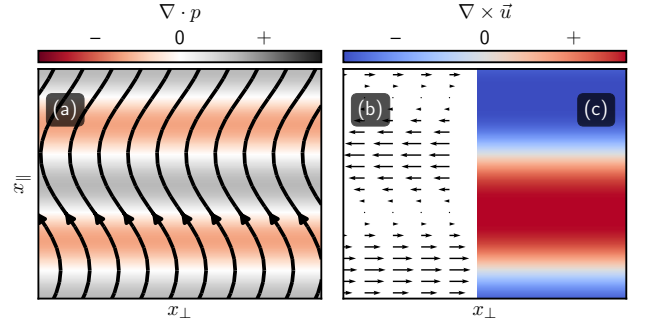 ∇ · p
∇ × u⃗
− 0 +
− 0 +
(a)
(b)
(c)
x∥
x⊥
x⊥